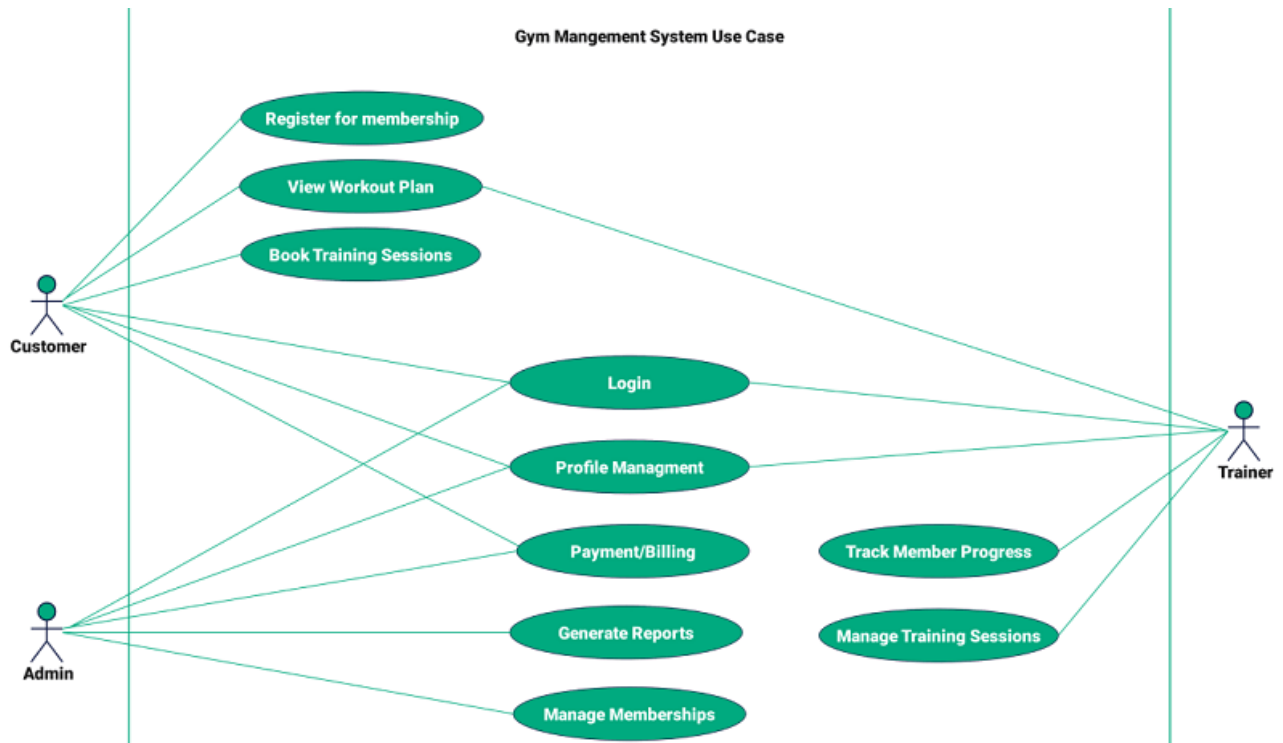 Gym Mangement System Use Case
Register for membership
View Workout Plan
Book Training Sessions
Customer
Login
Profile Managment
Trainer
Payment/Billing
Track Member Progress
Generate Reports
Manage Training Sessions
Admin
Manage Memberships